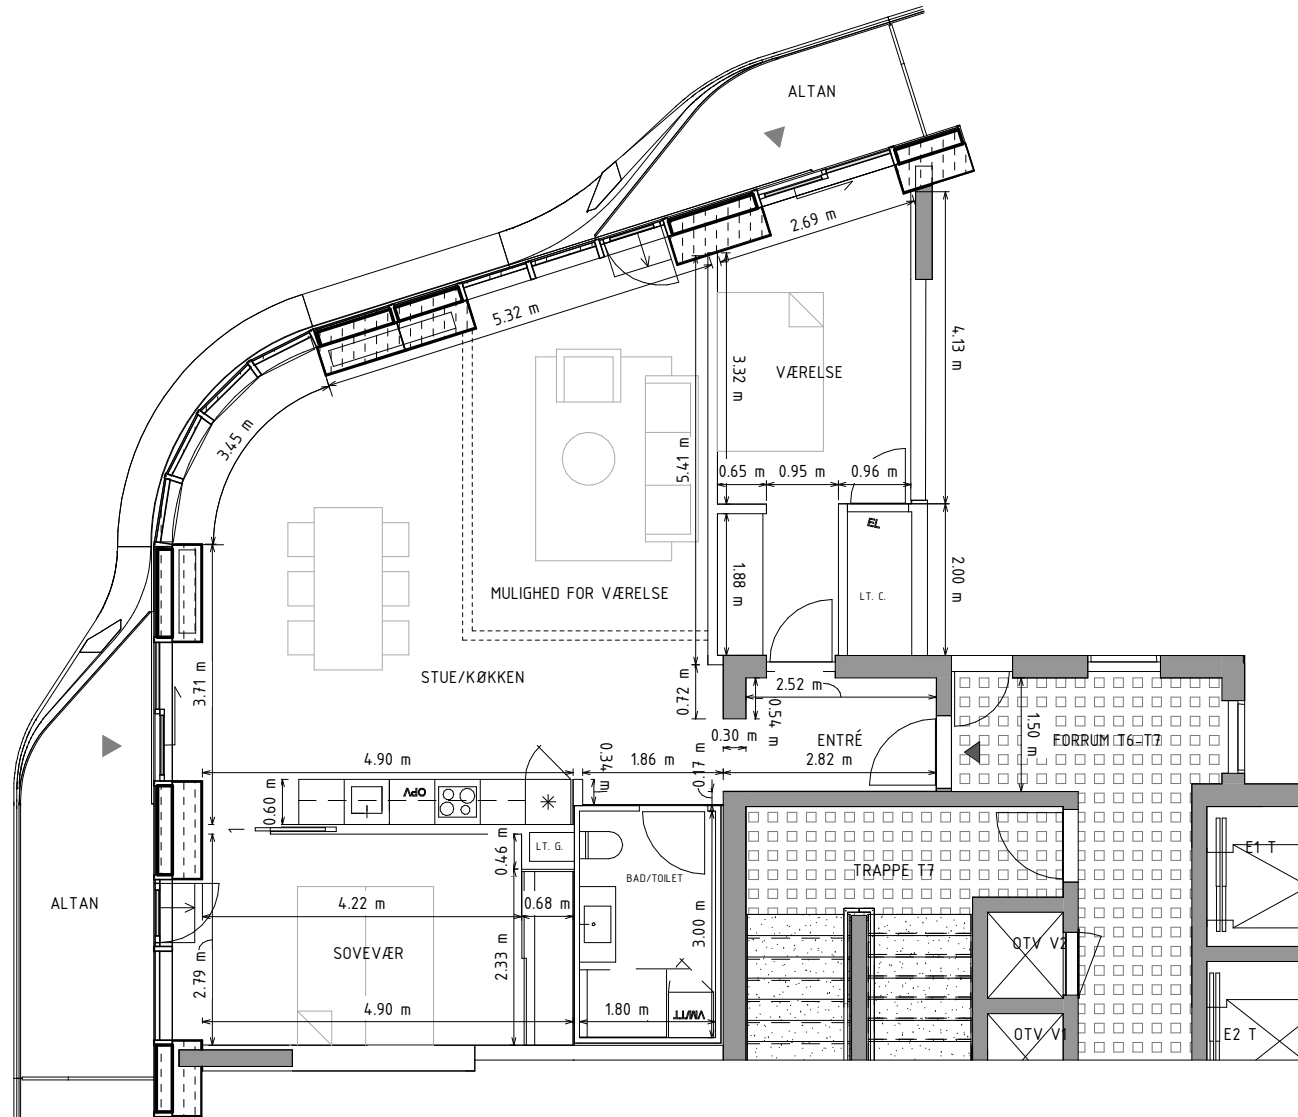 ALTAN
2.69 m
5.32 m
4.13 m
3.32 m
VÆRELSE
3.45 m
5.41 m
0.65 m
0.95 m
0.96 m
EL
1.88 m
2.00 m
MULIGHED FOR VÆRELSE
LT. C.
STUE/KØKKEN
3.71 m
0.72 m
2.52 m
0.54 m
1.50 m
0.30 m
ENTRÉ
FORRUM T6-T7
4.90 m
0.34 m
1.86 m
0.17 m
2.82 m
0.60 m
OPV
1
0.46 m
LT. G.
BAD/TOILET
TRAPPE T7
E1 T
ALTAN
4.22 m
0.68 m
3.00 m
SOVEVÆR
2.79 m
2.33 m
OTV V2
4.90 m
1.80 m
VM/TT
OTV V1
E2 T